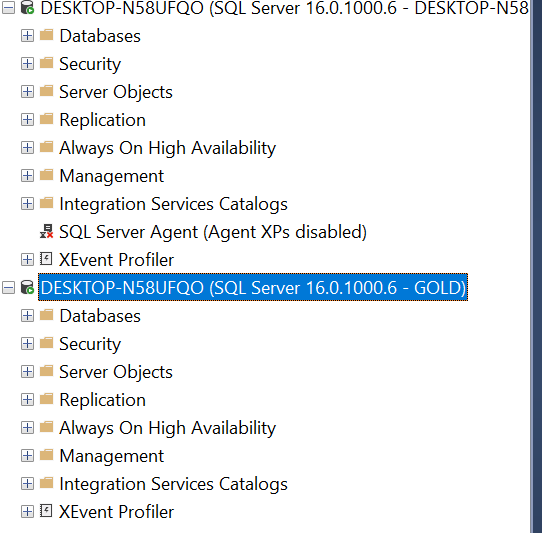 DESKTOP-N58UFQO (SQL Server 16.0.1000.6 - DESKTOP-N58
Databases
Security
Server Objects
Replication
Always On High Availability
Management
Integration Services Catalogs
SQL Server Agent (Agent XPs disabled)
XEvent Profiler
DESKTOP-N58UFQO (SQL Server 16.0.1000.6 - GOLD)
Databases
Security
Server Objects
Replication
Always On High Availability
Management
Integration Services Catalogs
XEvent Profiler